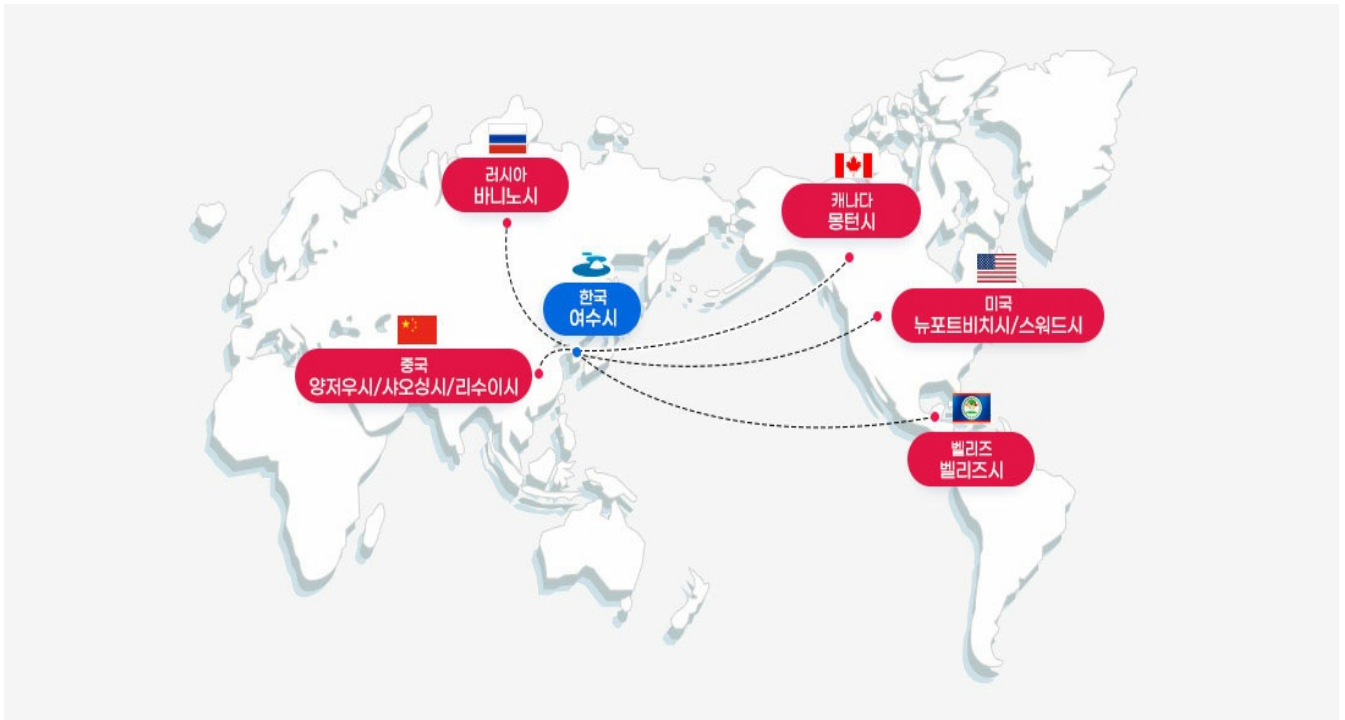 러시아
바니노시
캐나다
몽턴시
한국
여수시
미국
뉴포트비치시/스워드시
중국
양저우시/샤오싱시/리수이시
벨리즈
벨리즈시